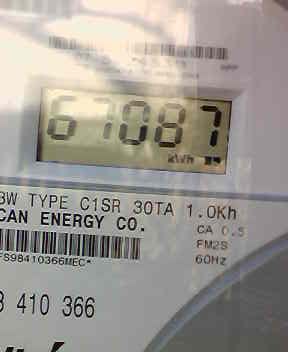 67087
kWh
3W TYPE C1SR 30TA 1.0Kh
CAN ENERGY CO.
CA 0.5
FM2S
FS98410366MEC*
60Hz
410 366